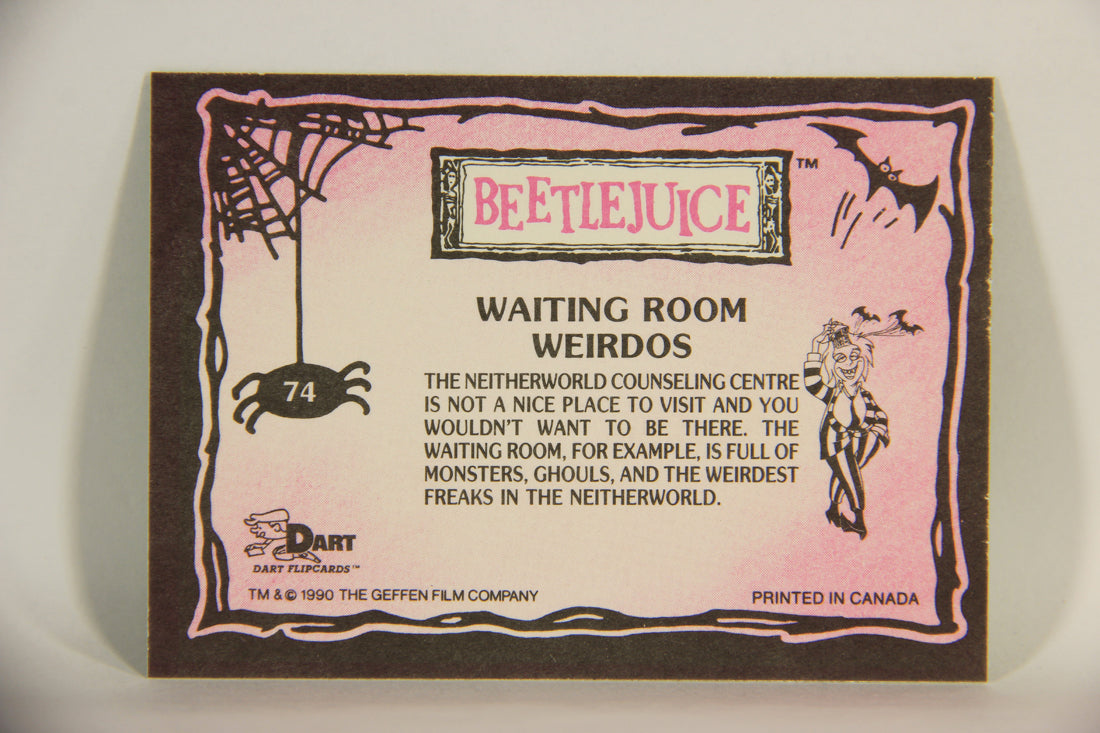 BEETLEJUICE™
WAITING ROOM
WEIRDOS
74
THE NEITHERWORLD COUNSELING CENTRE
IS NOT A NICE PLACE TO VISIT AND YOU
WOULDN'T WANT TO BE THERE. THE
WAITING ROOM, FOR EXAMPLE, IS FULL OF
MONSTERS, GHOULS, AND THE WEIRDEST
FREAKS IN THE NEITHERWORLD.
DART
DART FLIPCARDS™
TM & © 1990 THE GEFFEN FILM COMPANY
PRINTED IN CANADA